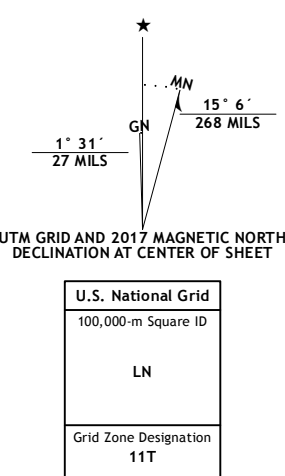 ★
MN
GN
15° 6´
268 MILS
1° 31´
27 MILS
UTM GRID AND 2017 MAGNETIC NORTH
DECLINATION AT CENTER OF SHEET
U.S. National Grid
100,000-m Square ID
LN
Grid Zone Designation
11T